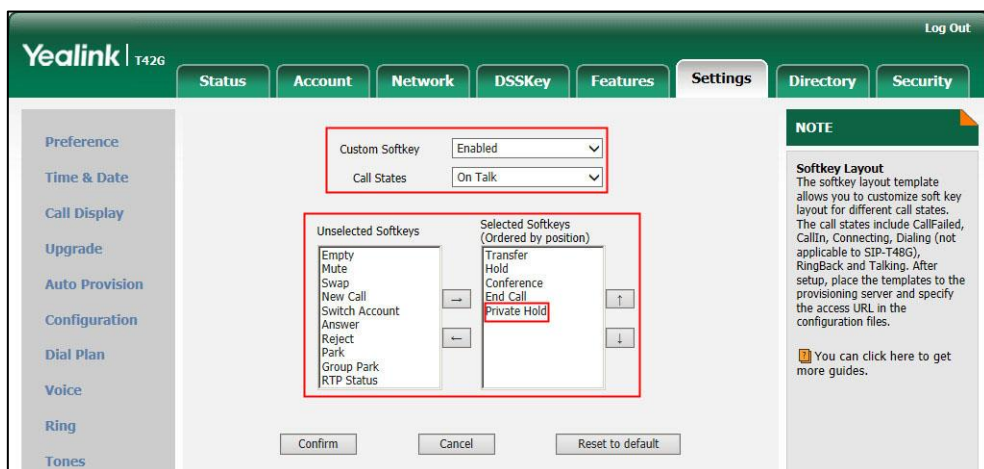 Log Out
Yealink | T42G
Status Account Network DSSKey Features Settings Directory Security
Preference
Time & Date
Call Display
Upgrade
Auto Provision
Configuration
Dial Plan
Voice
Ring
Tones
Custom Softkey Enabled
Call States On Talk
Unselected Softkeys
Empty
Mute
Swap
New Call
Switch Account
Answer
Reject
Park
Group Park
RTP Status
→
←
Selected Softkeys
(Ordered by position)
Transfer
Hold
Conference
End Call
Private Hold
↑
↓
Confirm Cancel Reset to default
NOTE
Softkey Layout
The softkey layout template
allows you to customize soft key
layout for different call states.
The call states include CallFailed,
CallIn, Connecting, Dialing (not
applicable to SIP-T48G),
RingBack and Talking. After
setup, place the templates to the
provisioning server and specify
the access URL in the
configuration files.
You can click here to get
more guides.